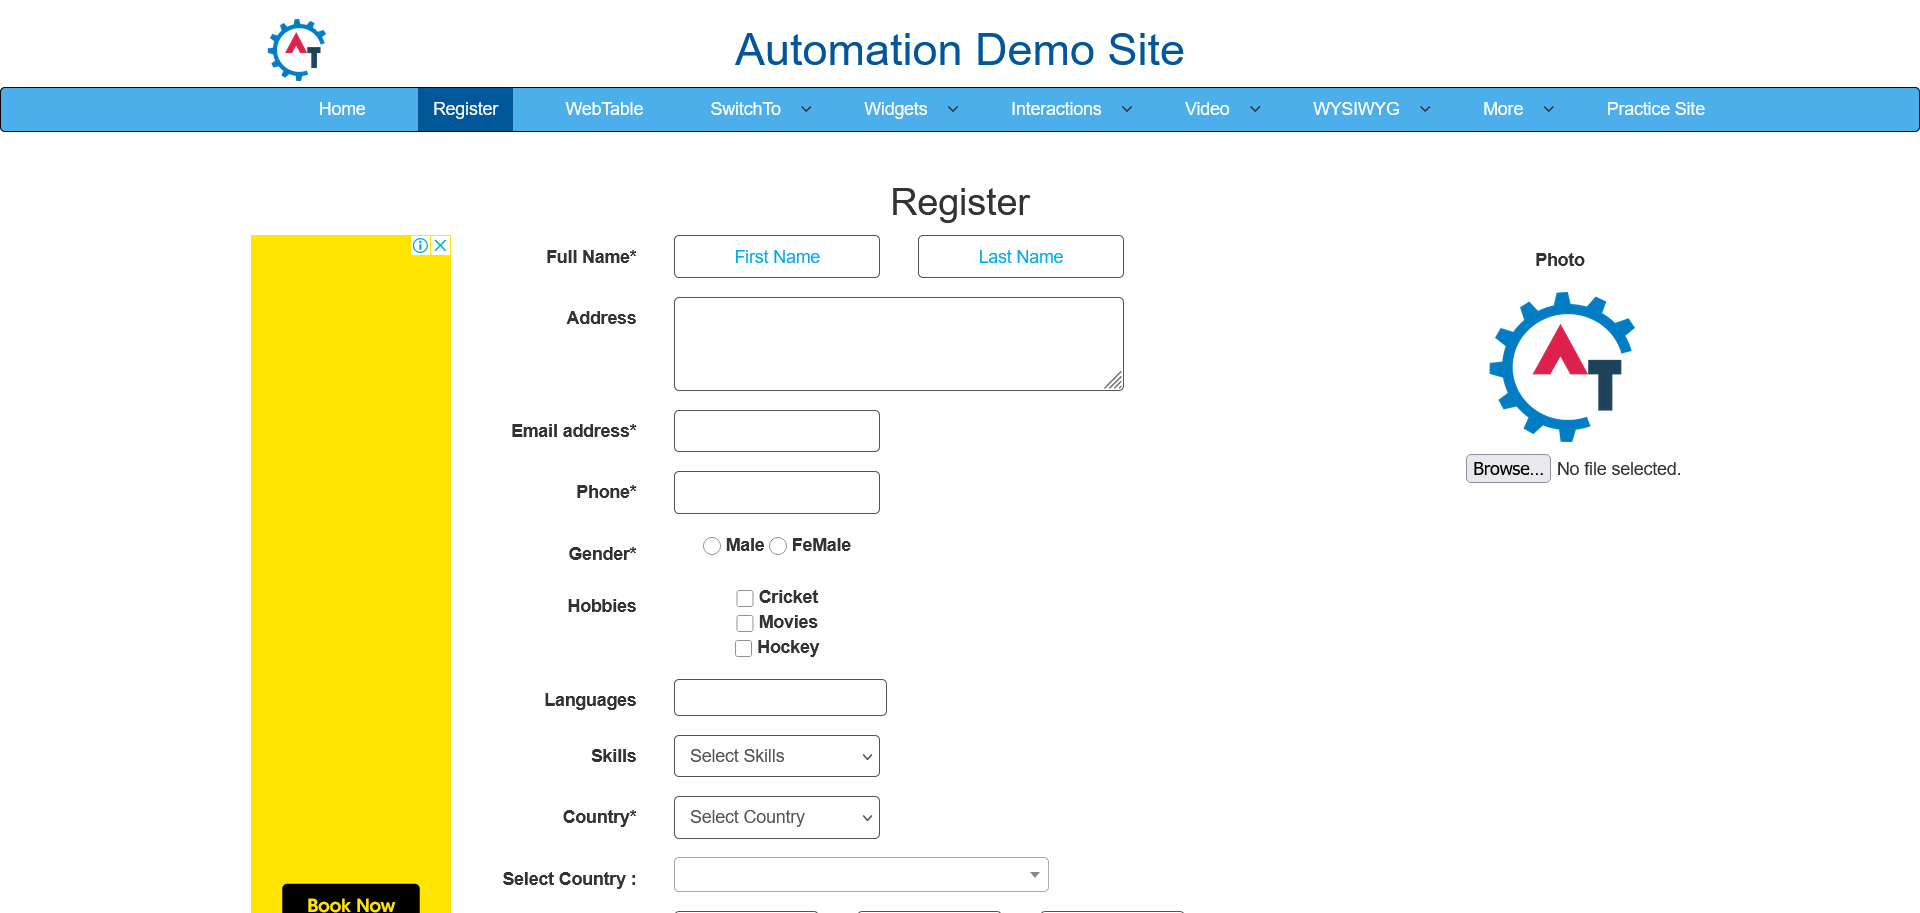 AT
Automation Demo Site
Home Register WebTable SwitchTo Widgets Interactions Video WYSIWYG More Practice Site
Register
Full Name* First Name Last Name
Photo
Address
AT
Email address*
Browse... No file selected.
Phone*
Gender* Male FeMale
Hobbies Cricket
Movies
Hockey
Languages
Skills Select Skills
Country* Select Country
Select Country :
Book Now